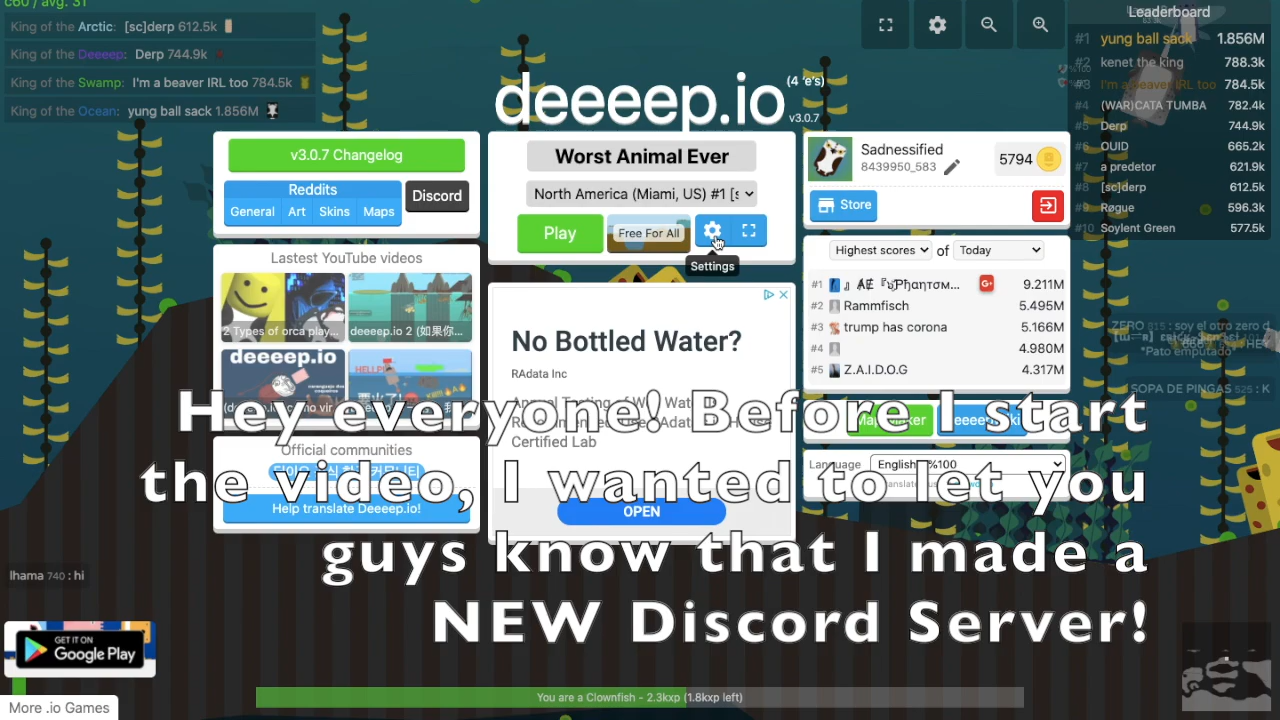 c60 / avg. 31
King of the Arctic: [sc]derp 612.5k
King of the Deeeep: Derp 744.9k
King of the Swamp: I'm a beaver IRL too 784.5k
King of the Ocean: yung ball sack 1.856M
deeeep.io
(4 'e's)
v3.0.7
Leaderboard
#1 yung ball sack 1.856M
#2 kenet the king 788.3k
#3 I'm a beaver IRL too 784.5k
#4 (WAR)CATA TUMBA 782.4k
#5 Derp 744.9k
#6 OUID 665.2k
#7 a predetor 621.9k
#8 [sc]derp 612.5k
#9 Røgue 596.3k
#10 Soylent Green 577.5k
v3.0.7 Changelog
Reddits
General Art Skins Maps
Discord
Lastest YouTube videos
2 Types of orca play...
deeeep.io 2
deeeep.io
HELLP!
Official communities
Help translate Deeeep.io!
Worst Animal Ever
North America (Miami, US) #1 [s
Play
Free For All
Settings
No Bottled Water?
RAdata Inc
Certified Lab
OPEN
Sadnessified
8439950_583
5794
Store
Highest scores of Today
#1 9.211M
#2 Rammfisch 5.495M
#3 trump has corona 5.166M
#4 4.980M
#5 Z.A.I.D.O.G 4.317M
Language English %100
ZERO 815 : soy el otro zero d
*Pato emputado*
SOPA DE PINGAS 525 : K
Hey everyone! Before I start
the video, I wanted to let you
guys know that I made a
NEW Discord Server!
lhama 740 : hi
GET IT ON
Google Play
More .io Games
You are a Clownfish - 2.3kxp (1.8kxp left)